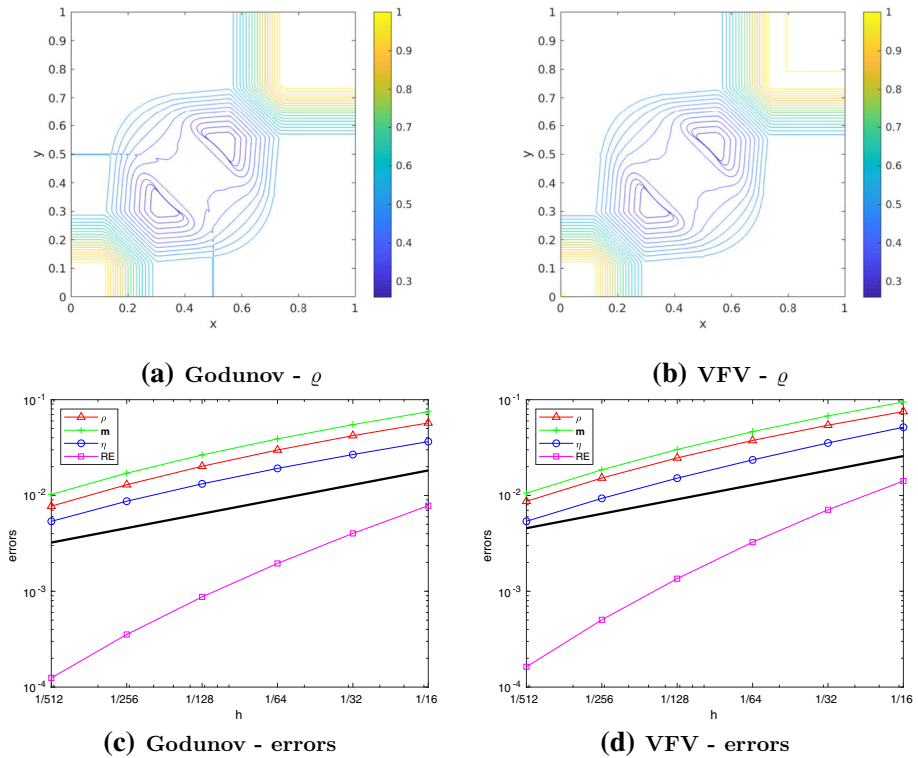 1
0.9
0.8
0.7
0.6
0.5
0.4
0.3
0.2
0.1
0
y
0 0.2 0.4 0.6 0.8 1
x
1
0.9
0.8
0.7
0.6
0.5
0.4
0.3
1
0.9
0.8
0.7
0.6
0.5
0.4
0.3
0.2
0.1
0
y
0 0.2 0.4 0.6 0.8 1
x
1
0.9
0.8
0.7
0.6
0.5
0.4
0.3
(a) Godunov - ϱ
(b) VFV - ϱ
10⁻¹
10⁻²
10⁻³
10⁻⁴
errors
ρ
m
η
RE
1/512 1/256 1/128 1/64 1/32 1/16
h
10⁻¹
10⁻²
10⁻³
10⁻⁴
errors
ρ
m
η
RE
1/512 1/256 1/128 1/64 1/32 1/16
h
(c) Godunov - errors
(d) VFV - errors